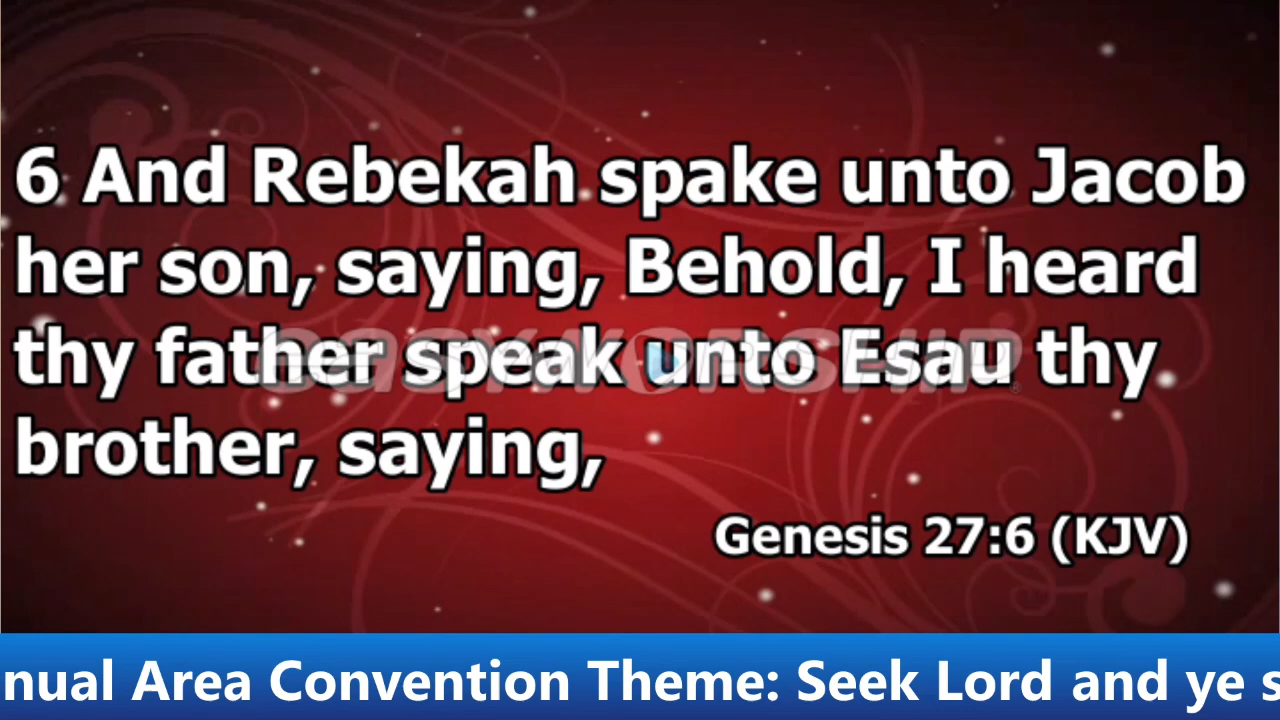 6 And Rebekah spake unto Jacob
her son, saying, Behold, I heard
thy father speak unto Esau thy
brother, saying,
EASYWORSHIP
Genesis 27:6 (KJV)
nual Area Convention Theme: Seek Lord and ye s